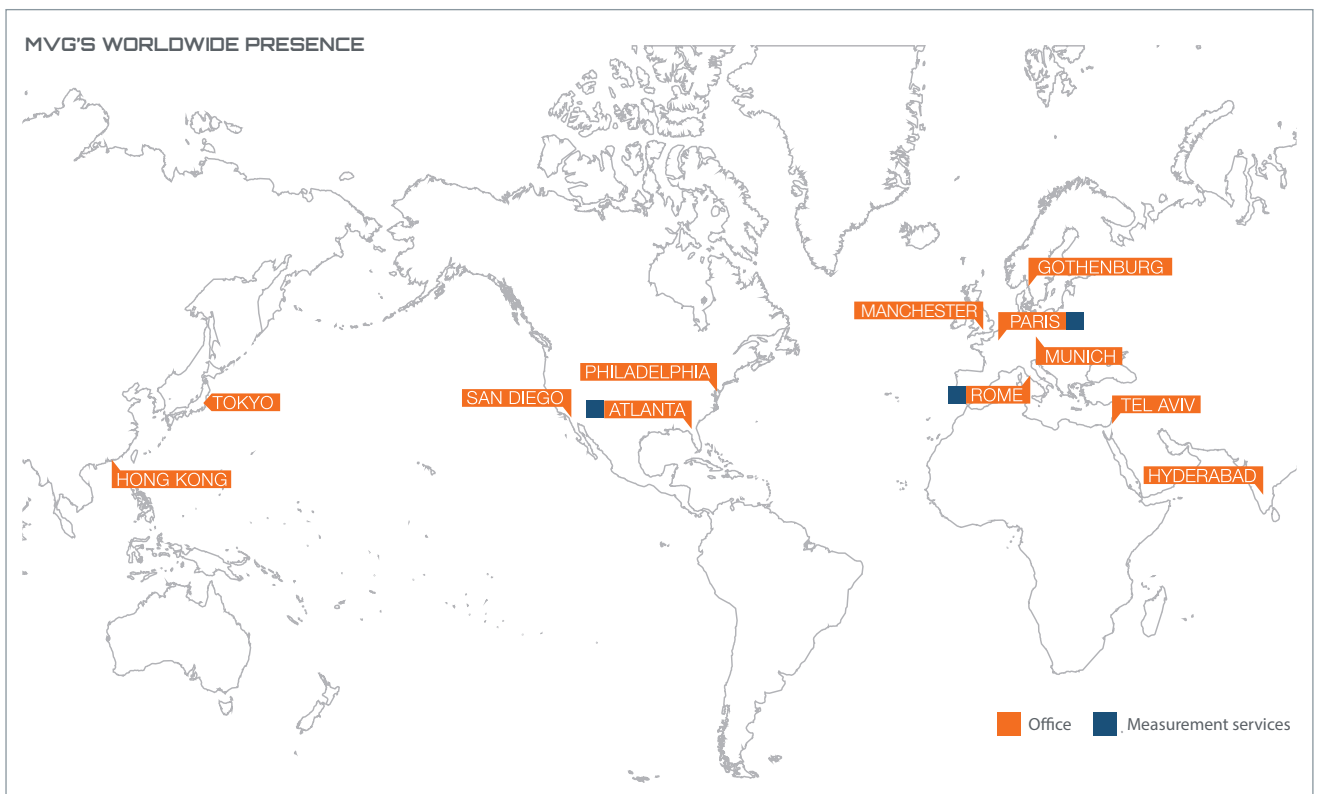 MVG'S WORLDWIDE PRESENCE
GOTHENBURG
MANCHESTER
PARIS
MUNICH
PHILADELPHIA
SAN DIEGO
ATLANTA
ROME
TOKYO
TEL AVIV
HONG KONG
HYDERABAD
Office
Measurement services